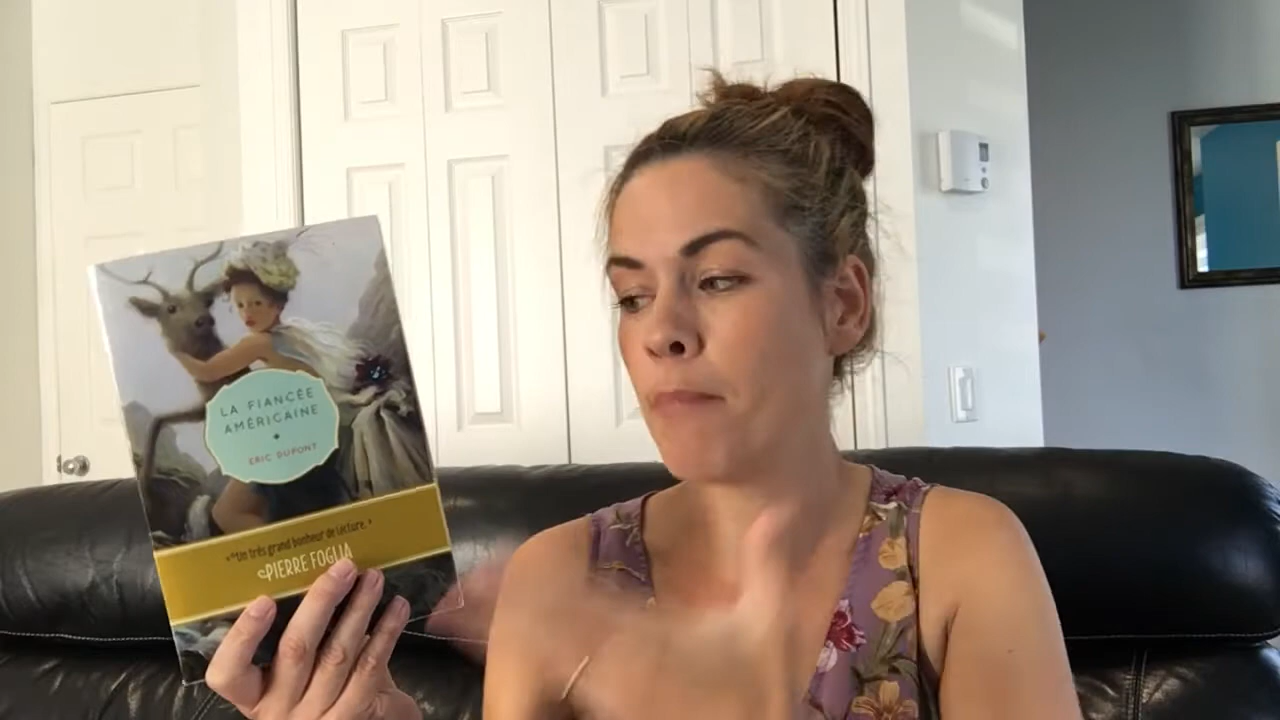 LA FIANCÉE
AMÉRICAINE
ERIC DUPONT
«Un très grand bonheur de lecture.»
PIERRE FOGLIA